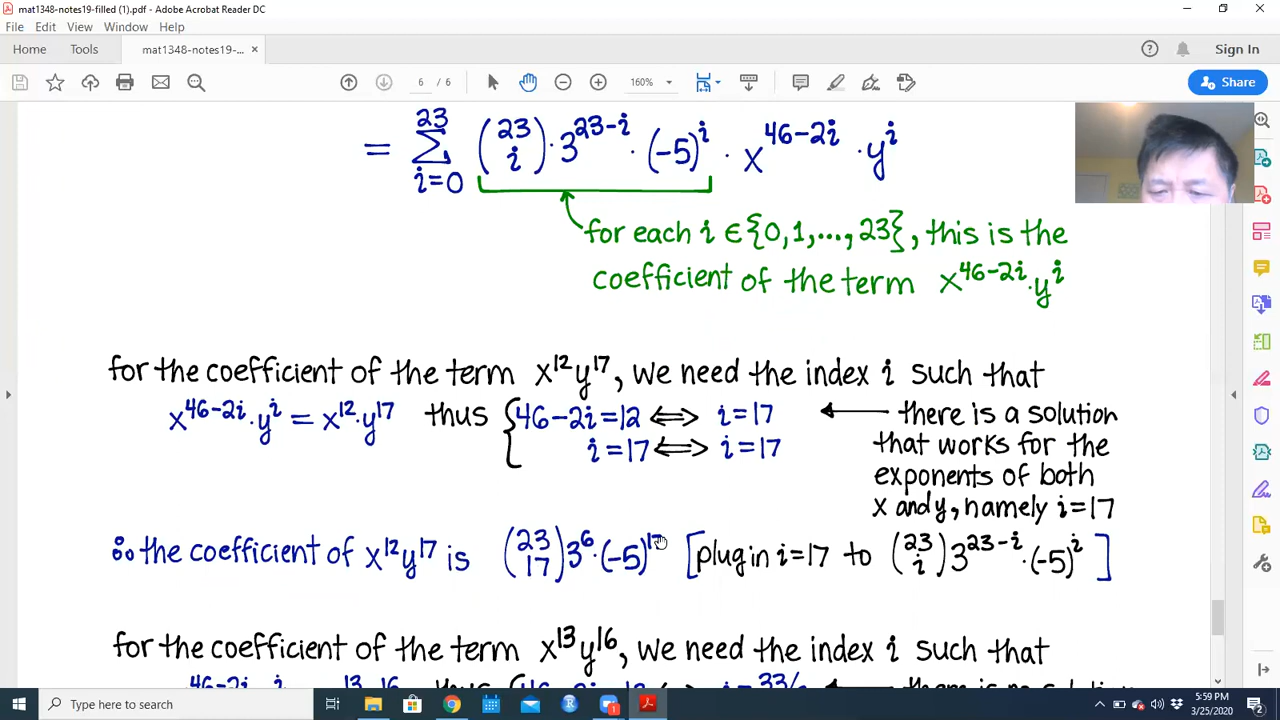 mat1348-notes19-filled (1).pdf - Adobe Acrobat Reader DC
File Edit View Window Help
Home Tools mat1348-notes19-... × Sign In
6 / 6 160% Share
= 23 Σ i=0 (23 i) · 3^{23-i} · (-5)^i · x^{46-2i} · y^i
for each i ∈ {0,1,...,23}, this is the
coefficient of the term x^{46-2i} · y^i
for the coefficient of the term x^{12}y^{17}, we need the index i such that
x^{46-2i} · y^i = x^{12} · y^{17} thus { 46-2i=12 ⟺ i=17 ← there is a solution
i=17 ⟺ i=17 that works for the
exponents of both
x and y, namely i=17
∴ the coefficient of x^{12}y^{17} is (23 17) 3^6 · (-5)^{17} [plug in i=17 to (23 i) 3^{23-i} · (-5)^i ]
for the coefficient of the term x^{13}y^{16}, we need the index i such that
thus
Type here to search
5:59 PM
3/25/2020